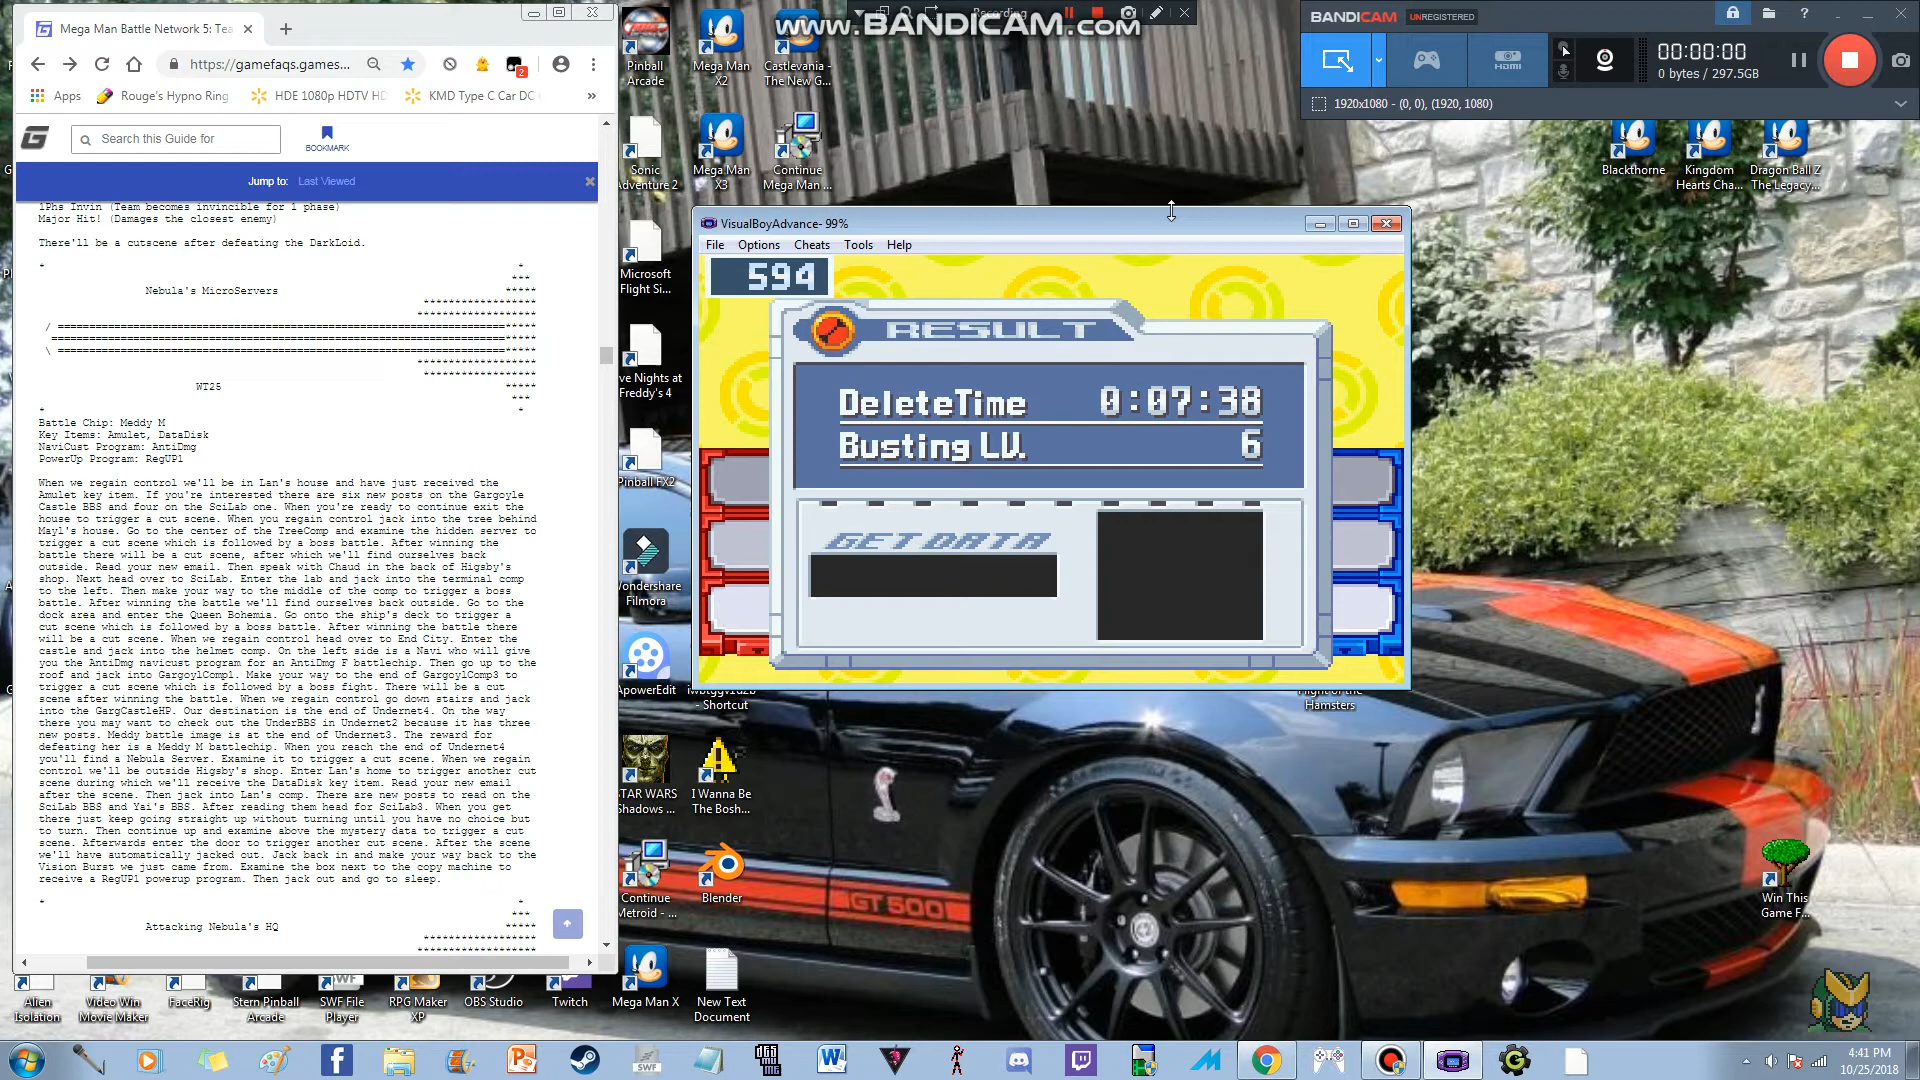 Mega Man Battle Network 5: Tea
https://gamefaqs.games...
2
Apps
Rouge's Hypno Ring
HDE 1080p HDTV HD
KMD Type C Car DC
»
Search this Guide for
BOOKMARK
Jump to: Last Viewed
1Phs Invin (Team becomes invincible for 1 phase)
Major Hit! (Damages the closest enemy)
There'll be a cutscene after defeating the DarkLoid.
Nebula's MicroServers
WT25
Battle Chip: Meddy M
Key Items: Amulet, DataDisk
NaviCust Program: AntiDmg
PowerUp Program: RegUP1
When we regain control we'll be in Lan's house and have just received the
Amulet key item. If you're interested there are six new posts on the Gargoyle
Castle BBS and four on the SciLab one. When you're ready to continue exit the
house to trigger a cut scene. When you regain control jack into the tree behind
Mayl's house. Go to the center of the TreeComp and examine the hidden server to
trigger a cut scene which is followed by a boss battle. After winning the
battle there will be a cut scene, after which we'll find ourselves back
outside. Read your new email. Then speak with Chaud in the back of Higsby's
shop. Next head over to SciLab. Enter the lab and jack into the terminal comp
to the left. Then make your way to the middle of the comp to trigger a boss
battle. After winning the battle we'll find ourselves back outside. Go to the
dock area and enter the Queen Bohemia. Go onto the ship's deck to trigger a
cut scene which is followed by a boss battle. After winning the battle there
will be a cut scene. When we regain control head over to End City. Enter the
castle and jack into the helmet comp. On the left side is a Navi who will give
you the AntiDmg navicust program for an AntiDmg F battlechip. Then go up to the
roof and jack into GargoylComp1. Make your way to the end of GargoylComp3 to
trigger a cut scene which is followed by a boss fight. There will be a cut
scene after winning the battle. When we regain control go down stairs and jack
into the GargCastleHP. Our destination is the end of Undernet4. On the way
there you may want to check out the UnderBBS in Undernet2 because it has three
new posts. Meddy battle image is at the end of Undernet3. The reward for
defeating her is a Meddy M battlechip. When you reach the end of Undernet4
you'll find a Nebula Server. Examine it to trigger a cut scene. When we regain
control we'll be outside Higsby's shop. Enter Lan's home to trigger another cut
scene during which we'll receive the DataDisk key item. Read your new email
after the scene. Then jack into Lan's comp. There are new posts to read on the
SciLab BBS and Yai's BBS. After reading them head for SciLab3. When you get
there just keep going straight up without turning until you have no choice but
to turn. Then continue up and examine above the mystery data to trigger a cut
scene. Afterwards enter the door to trigger another cut scene. After the scene
we'll have automatically jacked out. Jack back in and make your way back to the
Vision Burst we just came from. Examine the box next to the copy machine to
receive a RegUP1 powerup program. Then jack out and go to sleep.
Attacking Nebula's HQ
Pinball
Arcade
Mega Man
X2
Castlevania -
The New G...
Sonic
Adventure 2
Mega Man
X3
Continue
Mega Man ...
Microsoft
Flight Si...
ve Nights at
Freddy's 4
Pinball FX2
Wondershare
Filmora
ApowerEdit
- Shortcut
STAR WARS
Shadows ...
I Wanna Be
The Bosh...
Continue
Metroid - ...
Blender
Mega Man X
New Text
Document
Alien
Isolation
Video Win
Movie Maker
FaceRig
Stern Pinball
Arcade
SWF File
Player
RPG Maker
XP
OBS Studio
Twitch
www.BANDICAM.com
Recording
VisualBoyAdvance- 99%
File Options Cheats Tools Help
594
RESULT
DeleteTime 0:07:38
Busting LV. 6
GET DATA
Flight of the
Hamsters
BANDICAM UNREGISTERED
HDMI
00:00:00
0 bytes / 297.5GB
1920x1080 - (0, 0), (1920, 1080)
Blackthorne
Kingdom
Hearts Cha...
Dragon Ball Z
The Legacy...
GT 500
Win This
Game F...
SWF
4:41 PM
10/25/2018